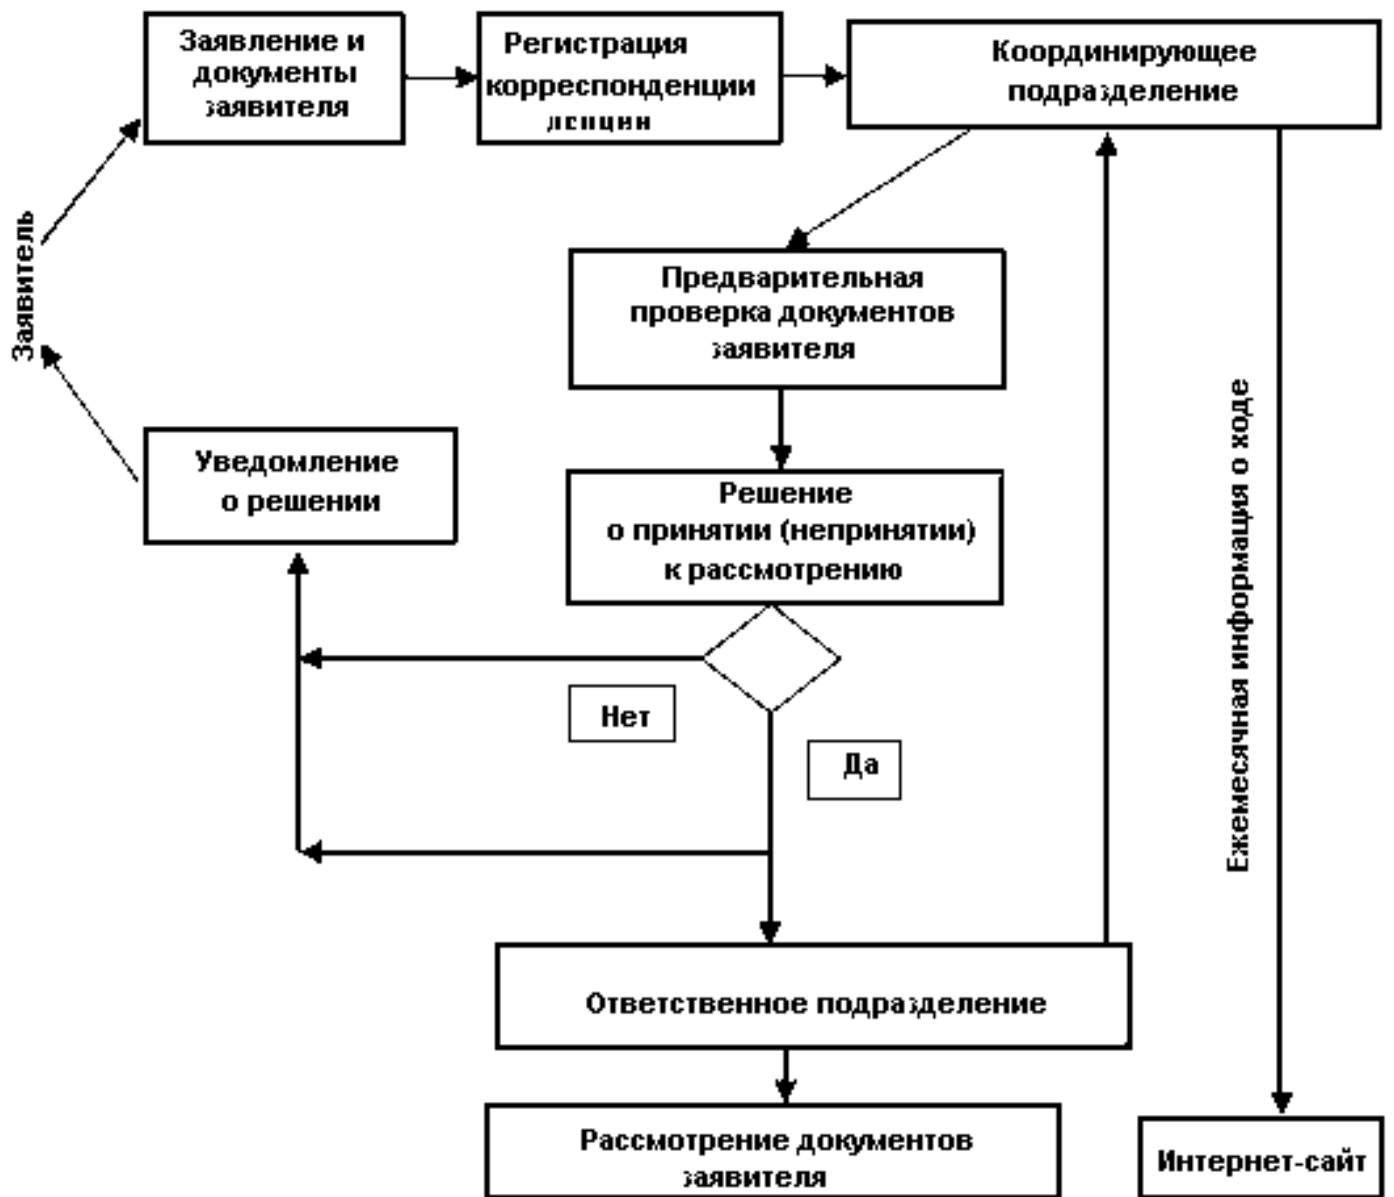 Заявление и
документы
заявителя
Регистрация
корреспонденции
денции
Координирующее
подразделение
Заявитель
Предварительная
проверка документов
заявителя
Уведомление
о решении
Решение
о принятии (непринятии)
к рассмотрению
Нет
Да
Ежемесячная информация о ходе
Ответственное подразделение
Рассмотрение документов
заявителя
Интернет-сайт